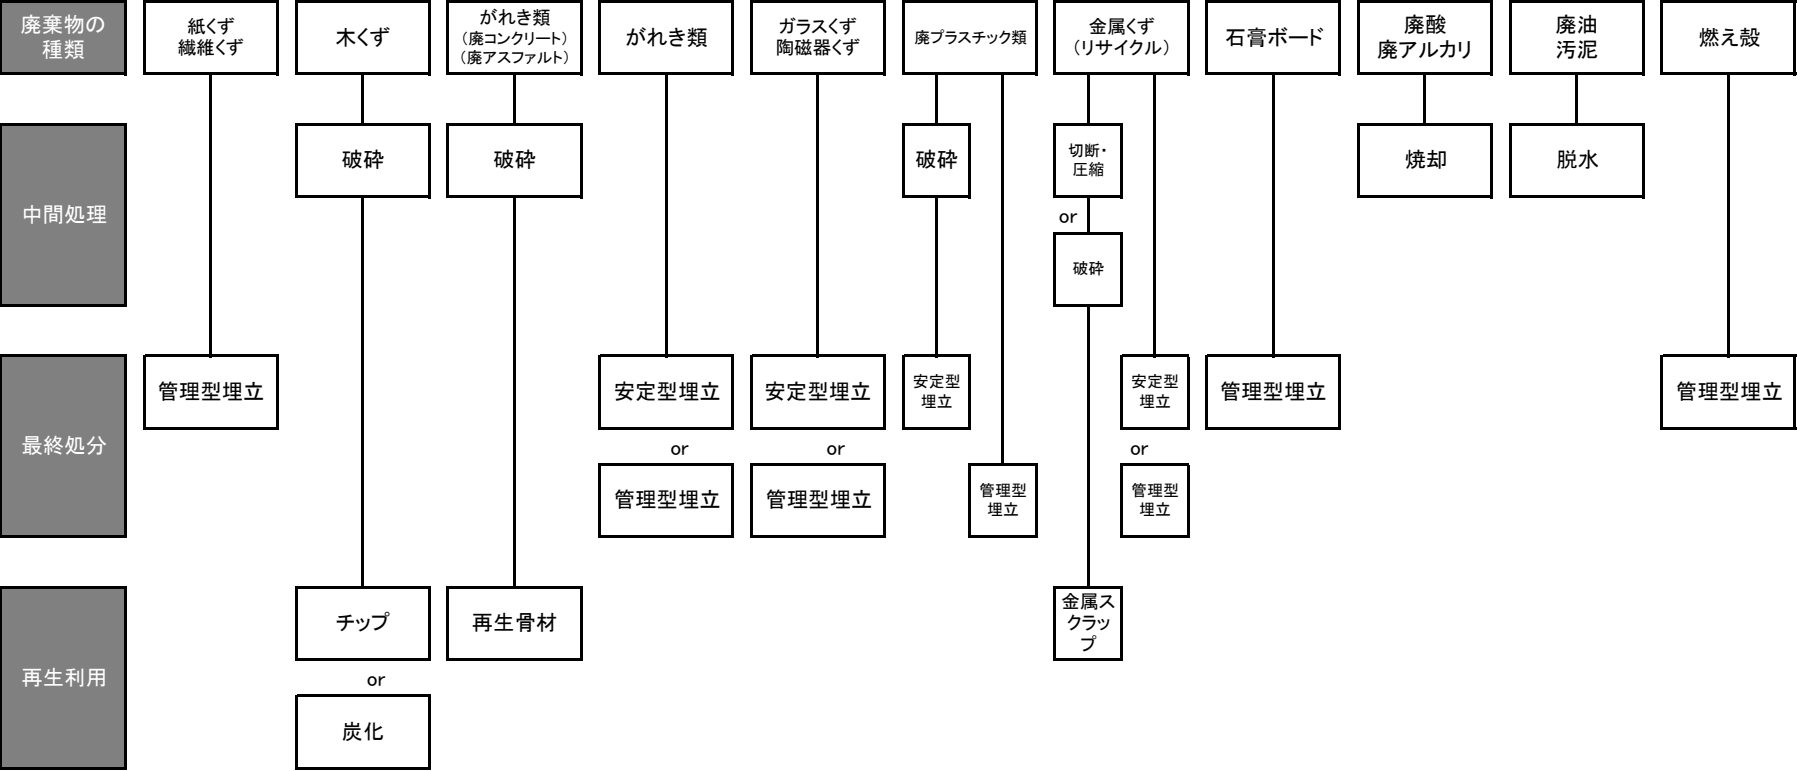 廃棄物の
種類
紙くず
繊維くず
木くず
がれき類
（廃コンクリート）
（廃アスファルト）
がれき類
ガラスくず
陶磁器くず
廃プラスチック類
金属くず
（リサイクル）
石膏ボード
廃酸
廃アルカリ
廃油
汚泥
燃え殻
中間処理
破砕
破砕
破砕
切断・
圧縮
or
破砕
焼却
脱水
最終処分
管理型埋立
安定型埋立
or
管理型埋立
安定型埋立
or
管理型埋立
安定型
埋立
管理型
埋立
安定型
埋立
or
管理型
埋立
管理型埋立
管理型埋立
再生利用
チップ
or
炭化
再生骨材
金属ス
クラッ
プ